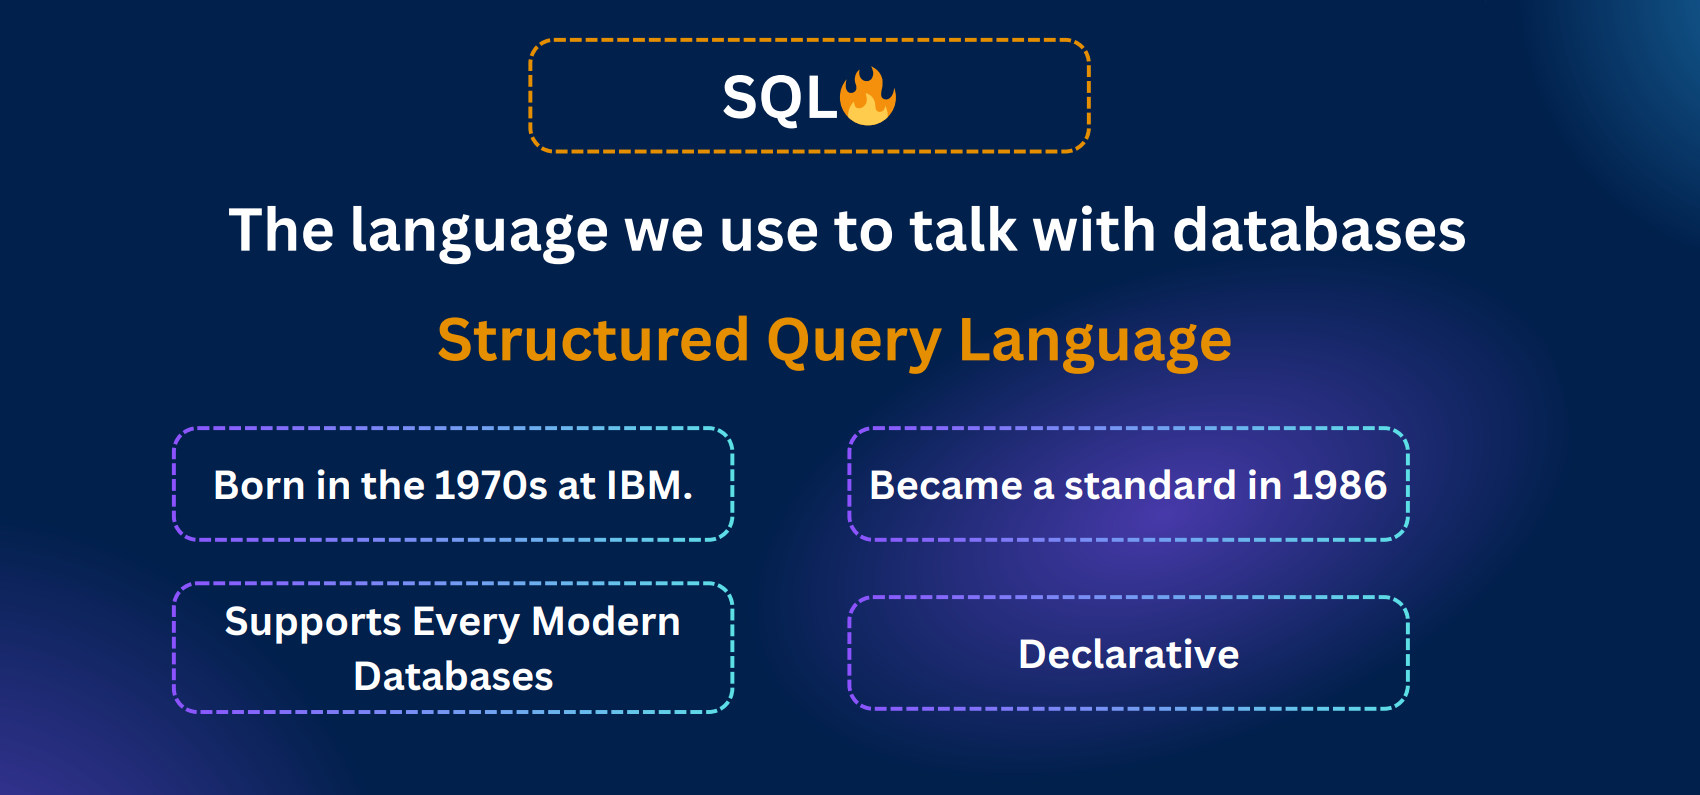 SQL🔥
The language we use to talk with databases
Structured Query Language
Born in the 1970s at IBM.
Became a standard in 1986
Supports Every Modern
Databases
Declarative